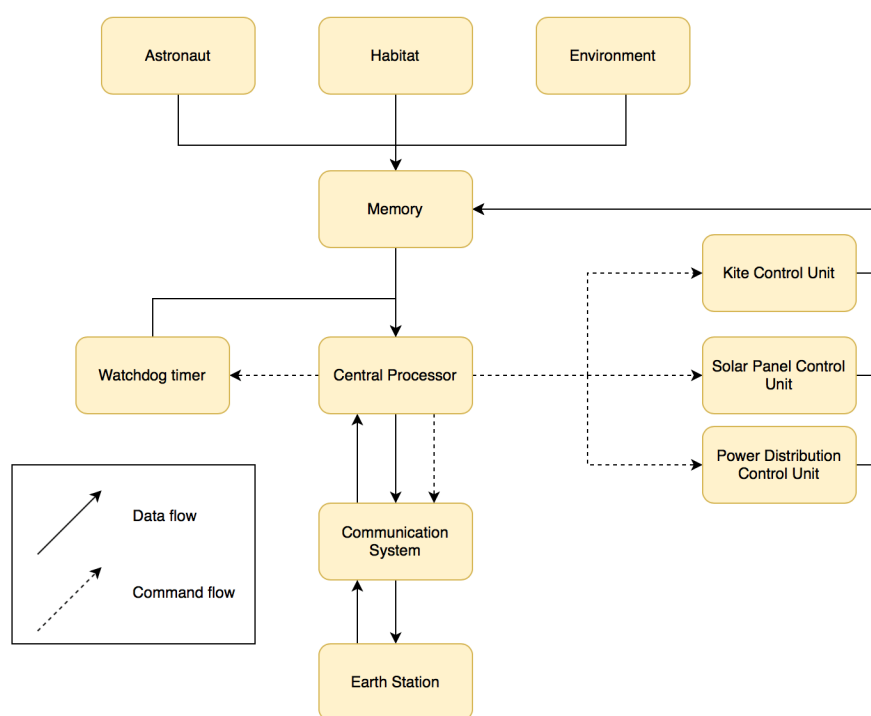 Astronaut
Habitat
Environment
Memory
Kite Control Unit
Watchdog timer
Central Processor
Solar Panel Control
Unit
Power Distribution
Control Unit
Data flow
Communication
System
Command flow
Earth Station